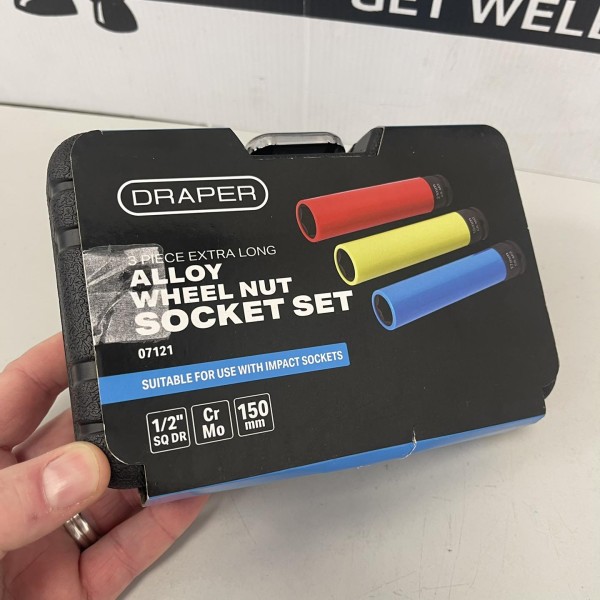 GET WELL
DRAPER
3 PIECE EXTRA LONG
ALLOY
WHEEL NUT
SOCKET SET
07121
SUITABLE FOR USE WITH IMPACT SOCKETS
1/2"
SQ DR
Cr
Mo
150
mm